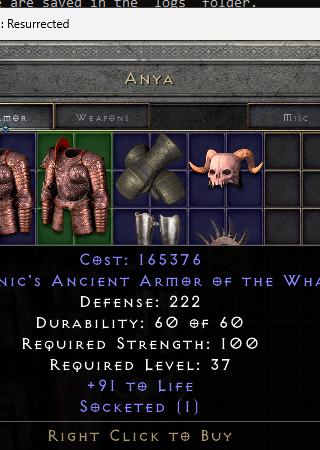 e are saved in the "logs" folder.
: Resurrected
Anya
mor
Weapons
Misc
Cost: 165376
nic's Ancient Armor of the Wha
Defense: 222
Durability: 60 of 60
Required Strength: 100
Required Level: 37
+91 to Life
Socketed (1)
Right Click to Buy